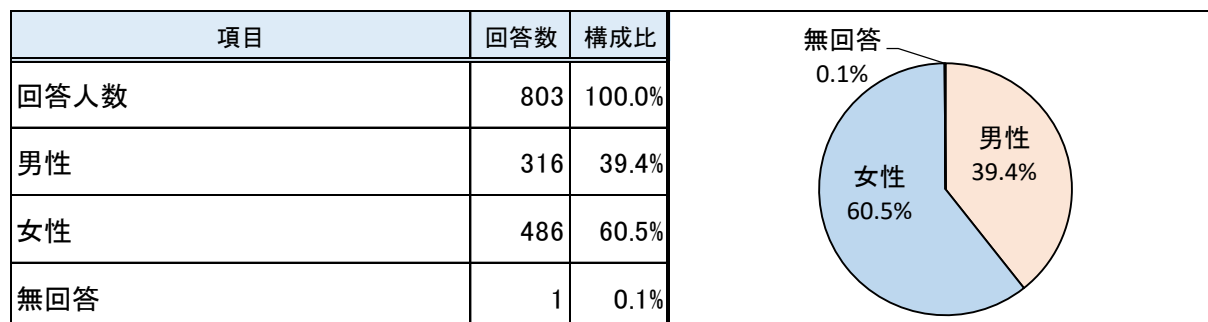 項目 回答数 構成比
回答人数 803 100.0%
男性 316 39.4%
女性 486 60.5%
無回答 1 0.1%
無回答
0.1%
男性
39.4%
女性
60.5%